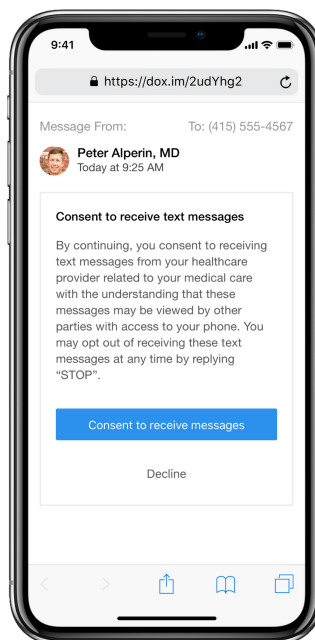 9:41
https://dox.im/2udYhg2
Message From: To: (415) 555-4567
Peter Alperin, MD
Today at 9:25 AM
Consent to receive text messages
By continuing, you consent to receiving
text messages from your healthcare
provider related to your medical care
with the understanding that these
messages may be viewed by other
parties with access to your phone. You
may opt out of receiving these text
messages at any time by replying
“STOP”.
Consent to receive messages
Decline